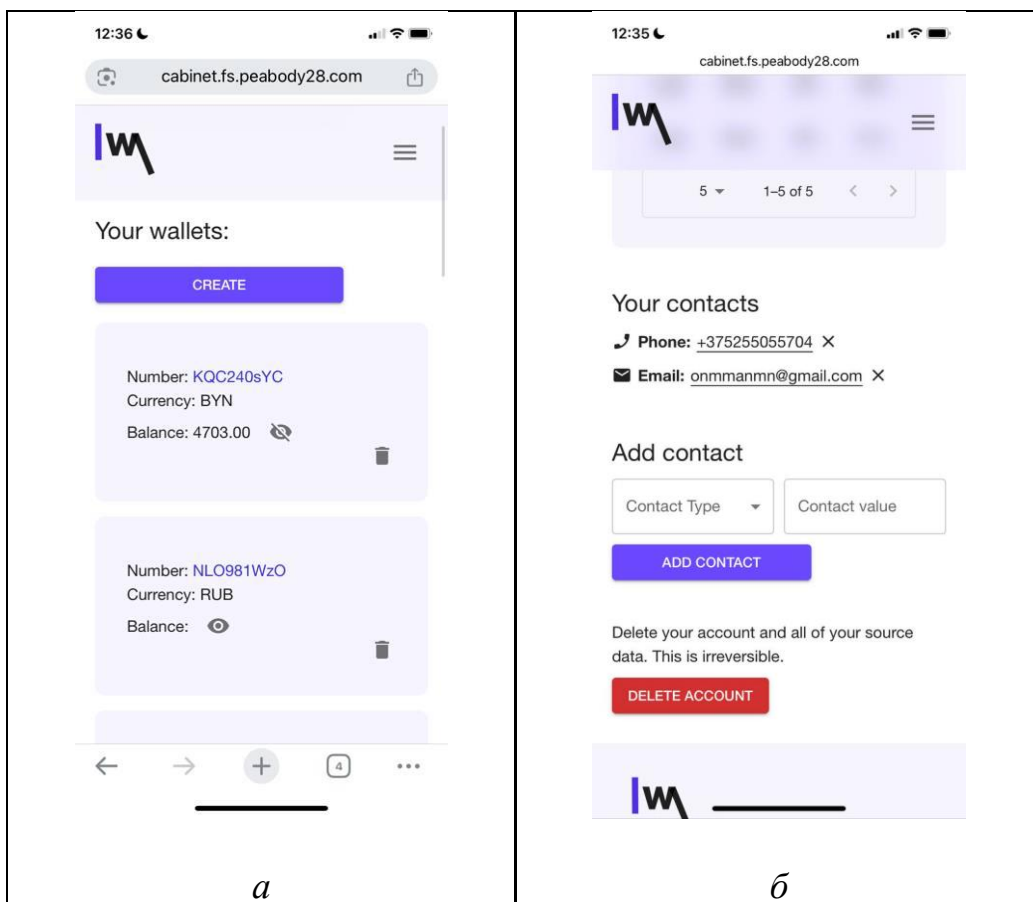 12:36
cabinet.fs.peabody28.com
W
Your wallets:
CREATE
Number: KQC240sYC
Currency: BYN
Balance: 4703.00
Number: NLO981WzO
Currency: RUB
Balance:
4
а
12:35
cabinet.fs.peabody28.com
W
5 1–5 of 5
Your contacts
Phone: +375255055704
Email: onmmanmn@gmail.com
Add contact
Contact Type Contact value
ADD CONTACT
Delete your account and all of your source
data. This is irreversible.
DELETE ACCOUNT
W
б